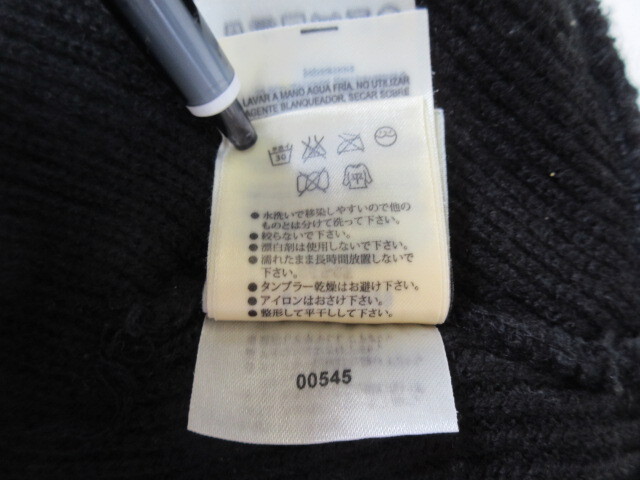 LAVAR A MANO AGUA FRIA, NO UTILIZAR
AGENTE BLANQUEADOR, SECAR SOBRE
30
平
●水洗いで移染しやすいので他の
ものとは分けて洗って下さい。
●絞らないで下さい。
●漂白剤は使用しないで下さい。
●濡れたまま長時間放置しないで
下さい。
●タンブラー乾燥はお避け下さい。
●アイロンはおさけ下さい。
●整形して平干しして下さい。
00545